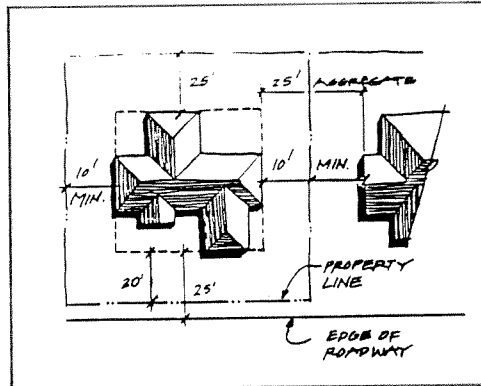 25'
25' AGGREGATE
10'
MIN.
10' MIN.
20'
25'
PROPERTY
LINE
EDGE OF
ROADWAY